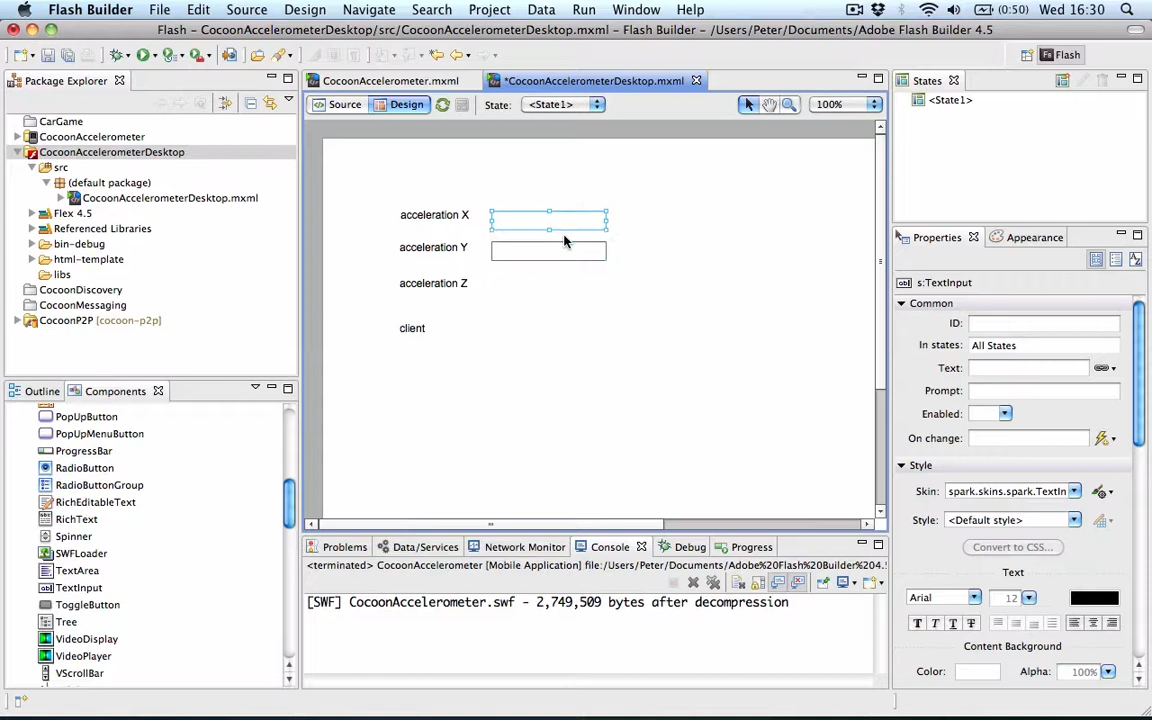 Flash Builder File Edit Source Design Navigate Search Project Data Run Window Help (0:50) Wed 16:30
Flash - CocoonAccelerometerDesktop/src/CocoonAccelerometerDesktop.mxml - Flash Builder - /Users/Peter/Documents/Adobe Flash Builder 4.5
Flash
Package Explorer
CarGame
CocoonAccelerometer
CocoonAccelerometerDesktop
src
(default package)
CocoonAccelerometerDesktop.mxml
Flex 4.5
Referenced Libraries
bin-debug
html-template
libs
CocoonDiscovery
CocoonMessaging
CocoonP2P [cocoon-p2p]
Outline Components
PopUpButton
PopUpMenuButton
ProgressBar
RadioButton
RadioButtonGroup
RichEditableText
RichText
Spinner
SWFLoader
TextArea
TextInput
ToggleButton
Tree
VideoDisplay
VideoPlayer
VScrollBar
CocoonAccelerometer.mxml *CocoonAccelerometerDesktop.mxml
Source Design State: <State1> 100%
acceleration X
acceleration Y
acceleration Z
client
Problems Data/Services Network Monitor Console Debug Progress
<terminated> CocoonAccelerometer [Mobile Application] file:/Users/Peter/Documents/Adobe%20Flash%20Builder%204.
[SWF] CocoonAccelerometer.swf - 2,749,509 bytes after decompression
States
<State1>
Properties Appearance
s:TextInput
Common
ID:
In states: All States
Text:
Prompt:
Enabled:
On change:
Style
Skin: spark.skins.spark.TextIn
Style: <Default style>
Convert to CSS...
Text
Arial 12
T T T T
Content Background
Color: Alpha: 100%